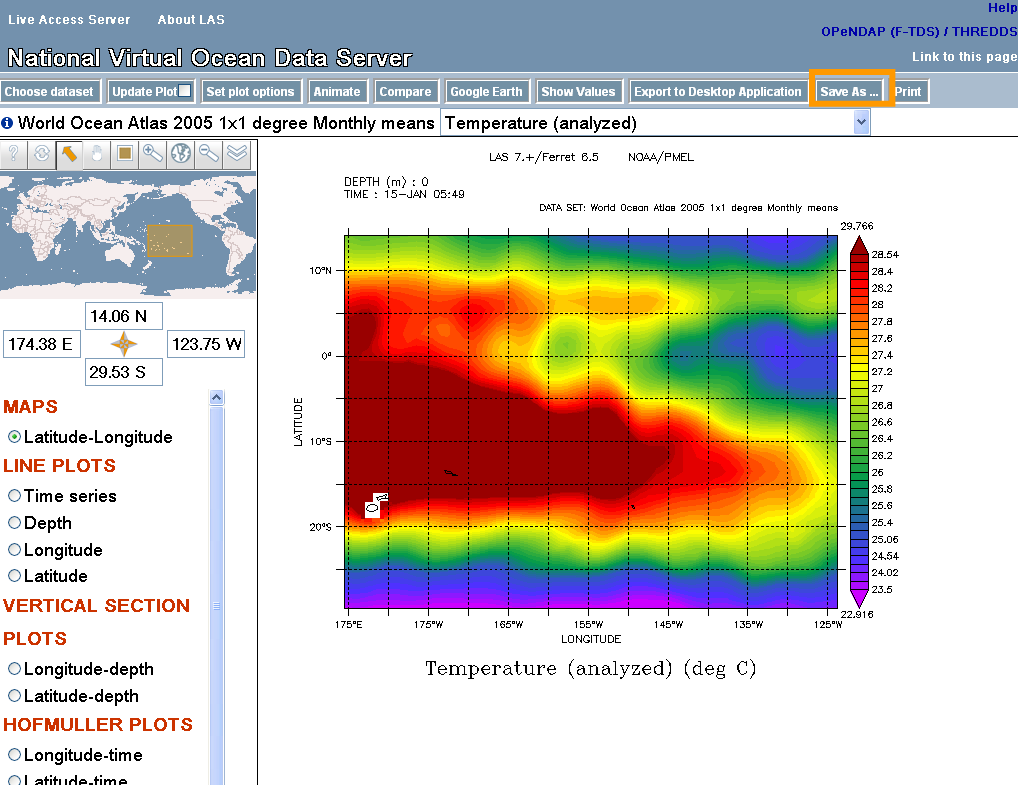 Live Access Server About LAS
Help
OPeNDAP (F-TDS) / THREDDS
National Virtual Ocean Data Server
Link to this page
Choose dataset Update Plot Set plot options Animate Compare Google Earth Show Values Export to Desktop Application Save As ... Print
World Ocean Atlas 2005 1x1 degree Monthly means Temperature (analyzed)
LAS 7.+/Ferret 6.5 NOAA/PMEL
DEPTH (m) : 0
TIME : 15-JAN 05:49
DATA SET: World Ocean Atlas 2005 1x1 degree Monthly means
14.06 N
174.38 E 123.75 W
29.53 S
MAPS
Latitude-Longitude
LINE PLOTS
Time series
Depth
Longitude
Latitude
VERTICAL SECTION
PLOTS
Longitude-depth
Latitude-depth
HOFMULLER PLOTS
Longitude-time
Latitude-time
LATITUDE
10°N
0°
10°S
20°S
175°E 175°W 165°W 155°W 145°W 135°W 125°W
LONGITUDE
Temperature (analyzed) (deg C)
29.766
28.54
28.4
28.2
28
27.8
27.6
27.4
27.2
27
26.8
26.6
26.4
26.2
26
25.8
25.6
25.4
25.06
24.54
24.02
23.5
22.916